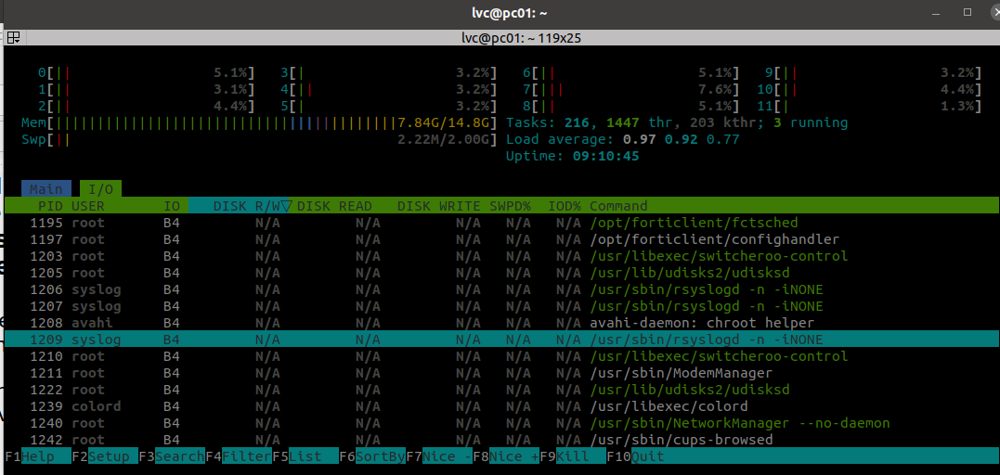 lvc@pc01: ~
lvc@pc01: ~ 119x25
0[|| 5.1%] 3[| 3.2%] 6[|| 5.1%] 9[|| 3.2%]
1[|| 3.1%] 4[|| 3.2%] 7[||| 7.6%] 10[|| 4.4%]
2[|| 4.4%] 5[| 3.2%] 8[|| 5.1%] 11[| 1.3%]
Mem[|||||||||||||||||||||||||||||||||||||||||7.84G/14.8G] Tasks: 216, 1447 thr, 203 kthr; 3 running
Swp[|| 2.22M/2.00G] Load average: 0.97 0.92 0.77
Uptime: 09:10:45
Main I/O
PID USER IO DISK R/W▽ DISK READ DISK WRITE SWPD% IOD% Command
1195 root B4 N/A N/A N/A N/A N/A /opt/forticlient/fctsched
1197 root B4 N/A N/A N/A N/A N/A /opt/forticlient/confighandler
1203 root B4 N/A N/A N/A N/A N/A /usr/libexec/switcheroo-control
1205 root B4 N/A N/A N/A N/A N/A /usr/lib/udisks2/udisksd
1206 syslog B4 N/A N/A N/A N/A N/A /usr/sbin/rsyslogd -n -iNONE
1207 syslog B4 N/A N/A N/A N/A N/A /usr/sbin/rsyslogd -n -iNONE
1208 avahi B4 N/A N/A N/A N/A N/A avahi-daemon: chroot helper
1209 syslog B4 N/A N/A N/A N/A N/A /usr/sbin/rsyslogd -n -iNONE
1210 root B4 N/A N/A N/A N/A N/A /usr/libexec/switcheroo-control
1211 root B4 N/A N/A N/A N/A N/A /usr/sbin/ModemManager
1222 root B4 N/A N/A N/A N/A N/A /usr/lib/udisks2/udisksd
1239 colord B4 N/A N/A N/A N/A N/A /usr/libexec/colord
1240 root B4 N/A N/A N/A N/A N/A /usr/sbin/NetworkManager --no-daemon
1242 root B4 N/A N/A N/A N/A N/A /usr/sbin/cups-browsed
F1Help F2Setup F3SearchF4FilterF5List F6SortByF7Nice -F8Nice +F9Kill F10Quit